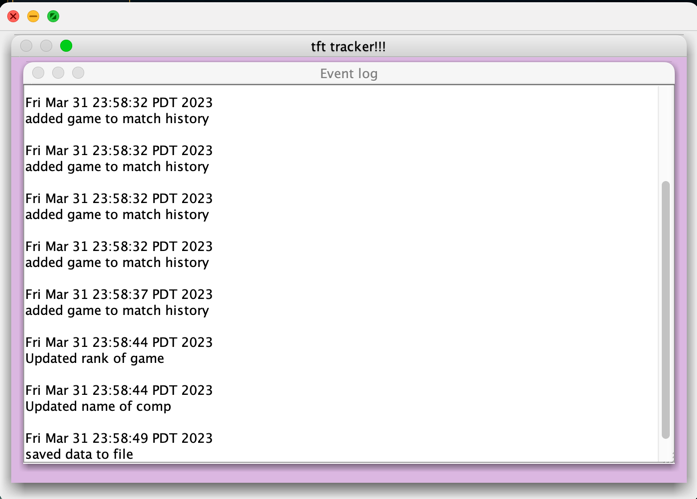 tft tracker!!!
Event log
Fri Mar 31 23:58:32 PDT 2023
added game to match history
Fri Mar 31 23:58:32 PDT 2023
added game to match history
Fri Mar 31 23:58:32 PDT 2023
added game to match history
Fri Mar 31 23:58:32 PDT 2023
added game to match history
Fri Mar 31 23:58:37 PDT 2023
added game to match history
Fri Mar 31 23:58:44 PDT 2023
Updated rank of game
Fri Mar 31 23:58:44 PDT 2023
Updated name of comp
Fri Mar 31 23:58:49 PDT 2023
saved data to file